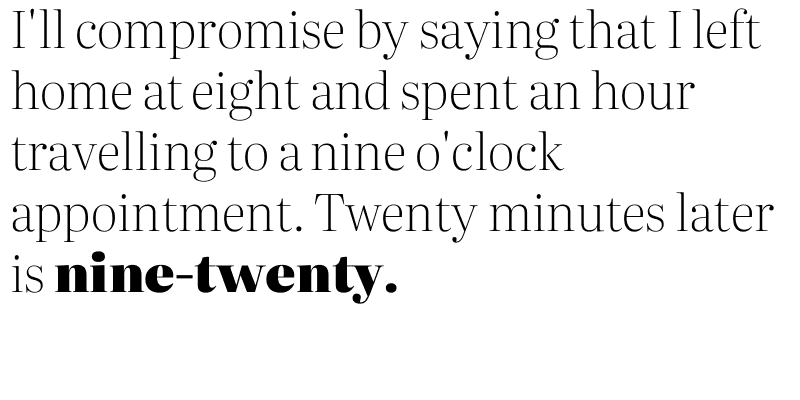 I'll compromise by saying that I left
home at eight and spent an hour
travelling to a nine o'clock
appointment. Twenty minutes later
is nine-twenty.